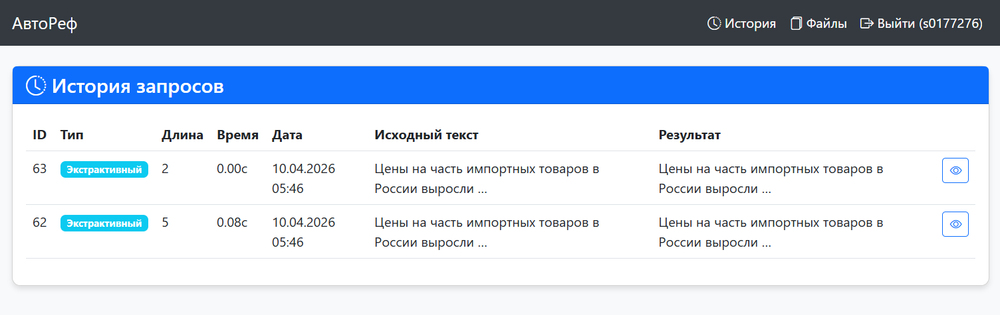 АвтоРеф
История Файлы Выйти (s0177276)
История запросов
ID Тип Длина Время Дата Исходный текст Результат
63 Экстрактивный 2 0.00с 10.04.2026 Цены на часть импортных товаров в Цены на часть импортных товаров в
05:46 России выросли ... России выросли ...
62 Экстрактивный 5 0.08с 10.04.2026 Цены на часть импортных товаров в Цены на часть импортных товаров в
05:46 России выросли ... России выросли ...